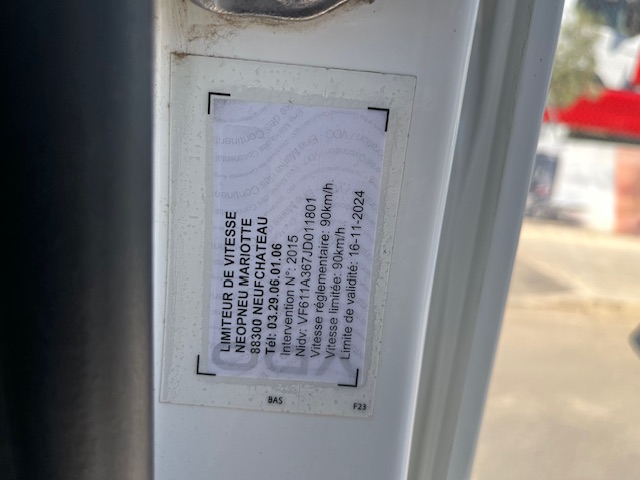 LIMITEUR DE VITESSE
NEOPNEU MARIOTTE
88300 NEUFCHATEAU
Tél: 03.29.06.01.06
Intervention N°: 2015
Nidv: VF611A367JD011801
Vitesse réglementaire: 90km/h
Vitesse limitée: 90km/h
Limite de validité: 16-11-2024
BAS
F23